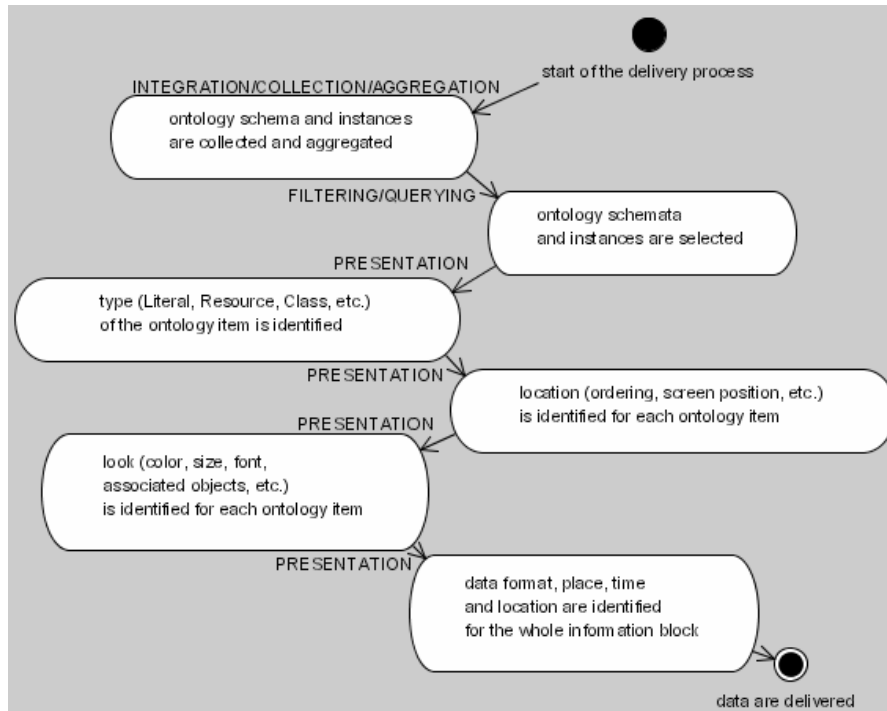 start of the delivery process
INTEGRATION/COLLECTION/AGGREGATION
ontology schema and instances
are collected and aggregated
FILTERING/QUERYING
ontology schemata
and instances are selected
PRESENTATION
type (Literal, Resource, Class, etc.)
of the ontology item is identified
PRESENTATION
location (ordering, screen position, etc.)
is identified for each ontology item
PRESENTATION
look (color, size, font,
associated objects, etc.)
is identified for each ontology item
PRESENTATION
data format, place, time
and location are identified
for the whole information block
data are delivered